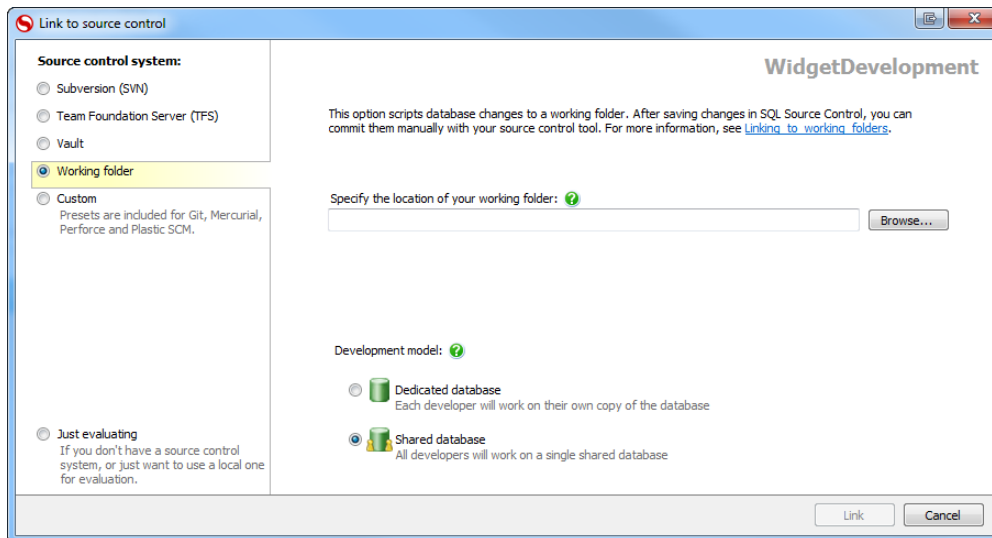 Link to source control
Source control system:
Subversion (SVN)
Team Foundation Server (TFS)
Vault
Working folder
Custom
Presets are included for Git, Mercurial,
Perforce and Plastic SCM.
Just evaluating
If you don't have a source control
system, or just want to use a local one
for evaluation.
WidgetDevelopment
This option scripts database changes to a working folder. After saving changes in SQL Source Control, you can
commit them manually with your source control tool. For more information, see Linking_to_working_folders.
Specify the location of your working folder: ?
Browse...
Development model: ?
Dedicated database
Each developer will work on their own copy of the database
Shared database
All developers will work on a single shared database
Link
Cancel